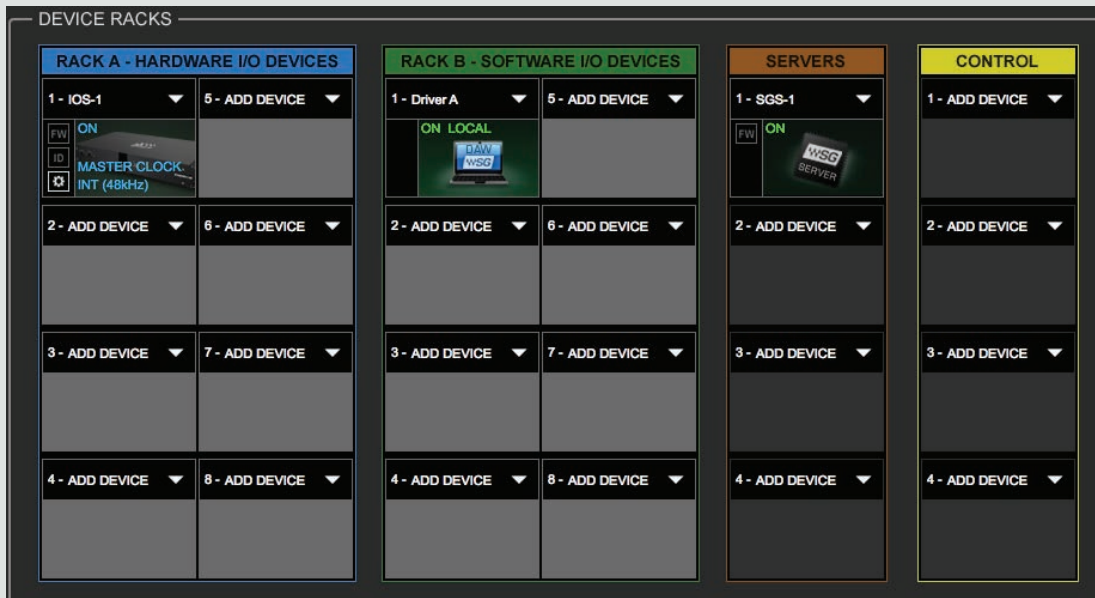 DEVICE RACKS
RACK A - HARDWARE I/O DEVICES
1 - IOS-1
5 - ADD DEVICE
FW
ON
ID
MASTER CLOCK
INT (48kHz)
2 - ADD DEVICE
6 - ADD DEVICE
3 - ADD DEVICE
7 - ADD DEVICE
4 - ADD DEVICE
8 - ADD DEVICE
RACK B - SOFTWARE I/O DEVICES
1 - Driver A
5 - ADD DEVICE
ON LOCAL
DAW
WSG
2 - ADD DEVICE
6 - ADD DEVICE
3 - ADD DEVICE
7 - ADD DEVICE
4 - ADD DEVICE
8 - ADD DEVICE
SERVERS
1 - SGS-1
FW
ON
WSG
SERVER
2 - ADD DEVICE
3 - ADD DEVICE
4 - ADD DEVICE
CONTROL
1 - ADD DEVICE
2 - ADD DEVICE
3 - ADD DEVICE
4 - ADD DEVICE